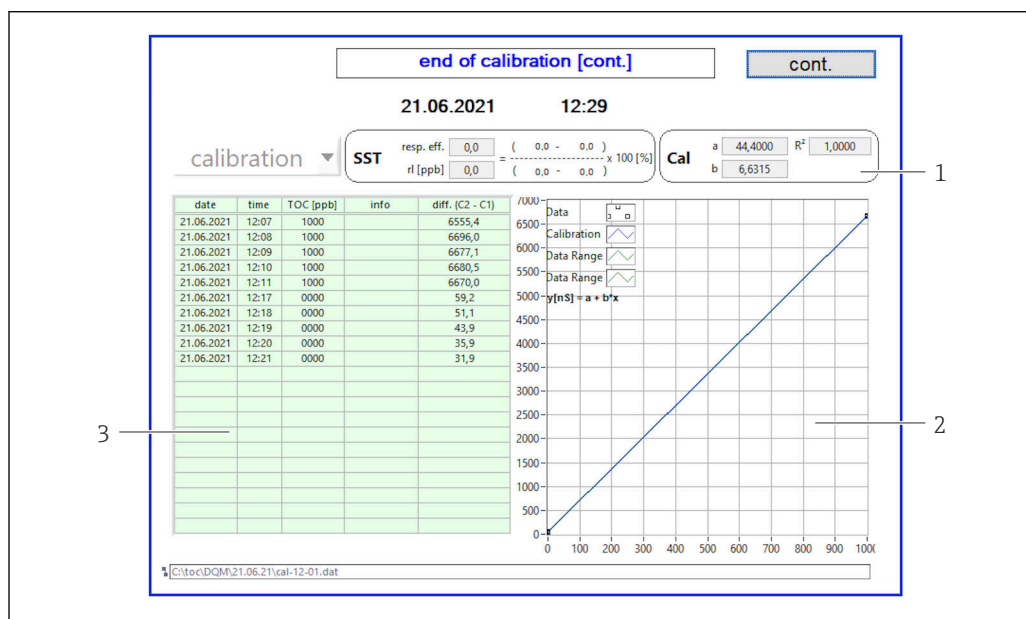 end of calibration [cont.]
cont.
21.06.2021 12:29
calibration
SST
resp. eff. 0,0
rl [ppb] 0,0
= ( 0,0 - 0,0 )
----------------------- x 100 [%]
( 0,0 - 0,0 )
Cal
a 44,4000 R² 1,0000
b 6,6315
1
date time TOC [ppb] info diff. (C2 - C1)
21.06.2021 12:07 1000 6555,4
21.06.2021 12:08 1000 6696,0
21.06.2021 12:09 1000 6677,1
21.06.2021 12:10 1000 6680,5
21.06.2021 12:11 1000 6670,0
21.06.2021 12:17 0000 59,2
21.06.2021 12:18 0000 51,1
21.06.2021 12:19 0000 43,9
21.06.2021 12:20 0000 35,9
21.06.2021 12:21 0000 31,9
3
7000
6500
6000
5500
5000
4500
4000
3500
3000
2500
2000
1500
1000
500
0
Data
Calibration
Data Range
Data Range
y[nS] = a + b*x
2
0 100 200 300 400 500 600 700 800 900 1000
C:\toc\DQM\21.06.21\cal-12-01.dat